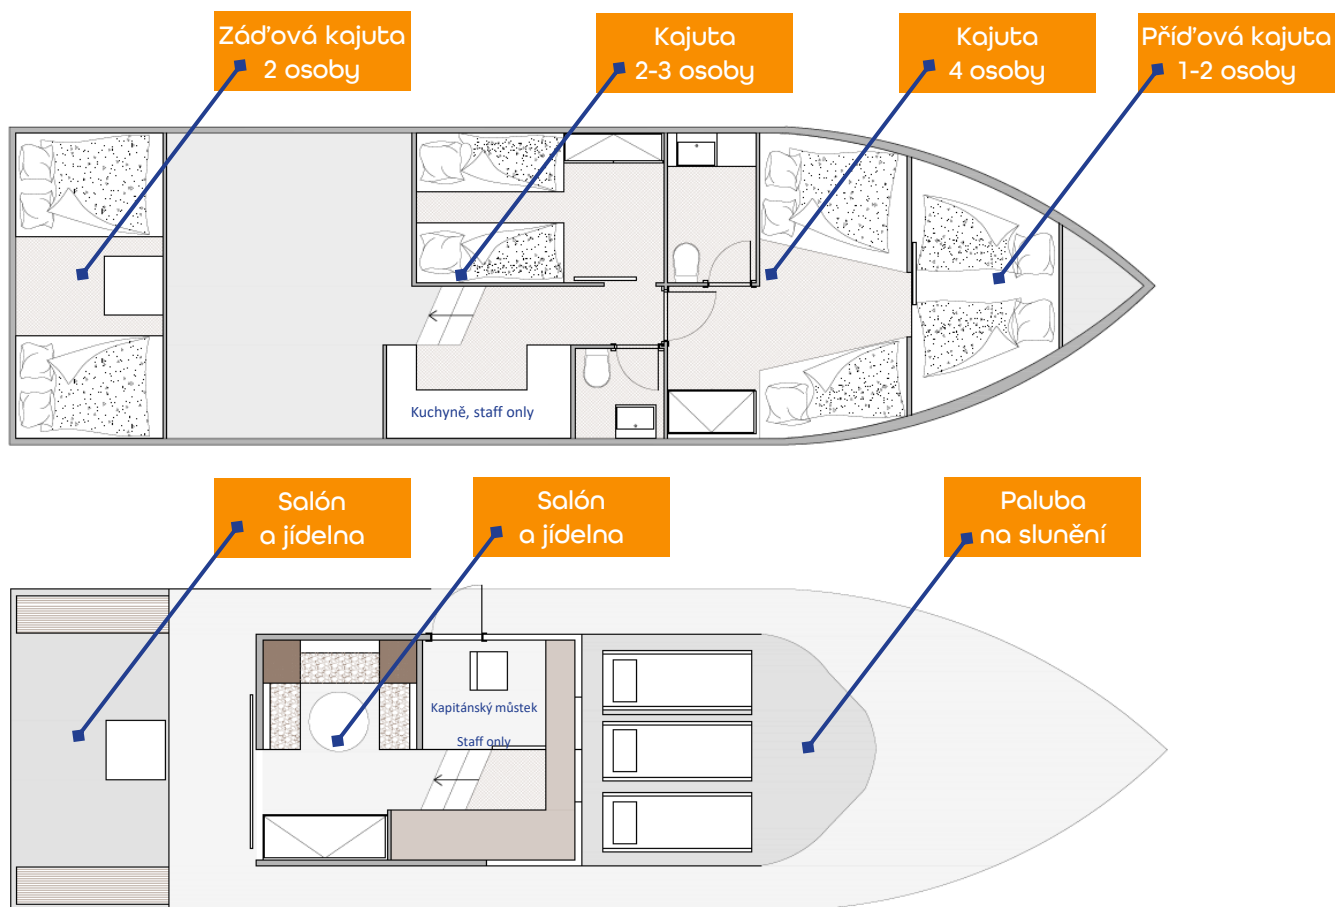 Záďová kajuta
2 osoby
Kajuta
2-3 osoby
Kajuta
4 osoby
Příďová kajuta
1-2 osoby
Kuchyně, staff only
Salón
a jídelna
Salón
a jídelna
Paluba
na slunění
Kapitánský můstek
Staff only